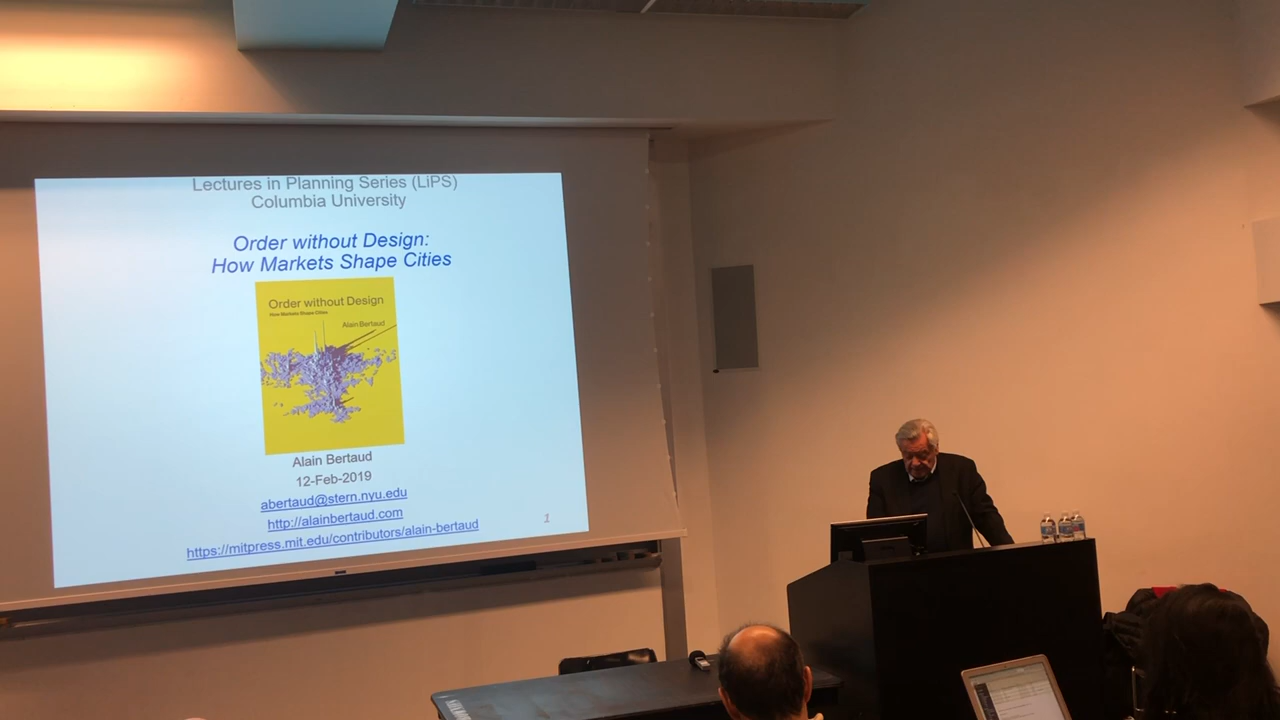 Lectures in Planning Series (LiPS)
Columbia University
Order without Design:
How Markets Shape Cities
Order without Design
How Markets Shape Cities
Alain Bertaud
Alain Bertaud
12-Feb-2019
abertaud@stern.nyu.edu
http://alainbertaud.com
https://mitpress.mit.edu/contributors/alain-bertaud
1